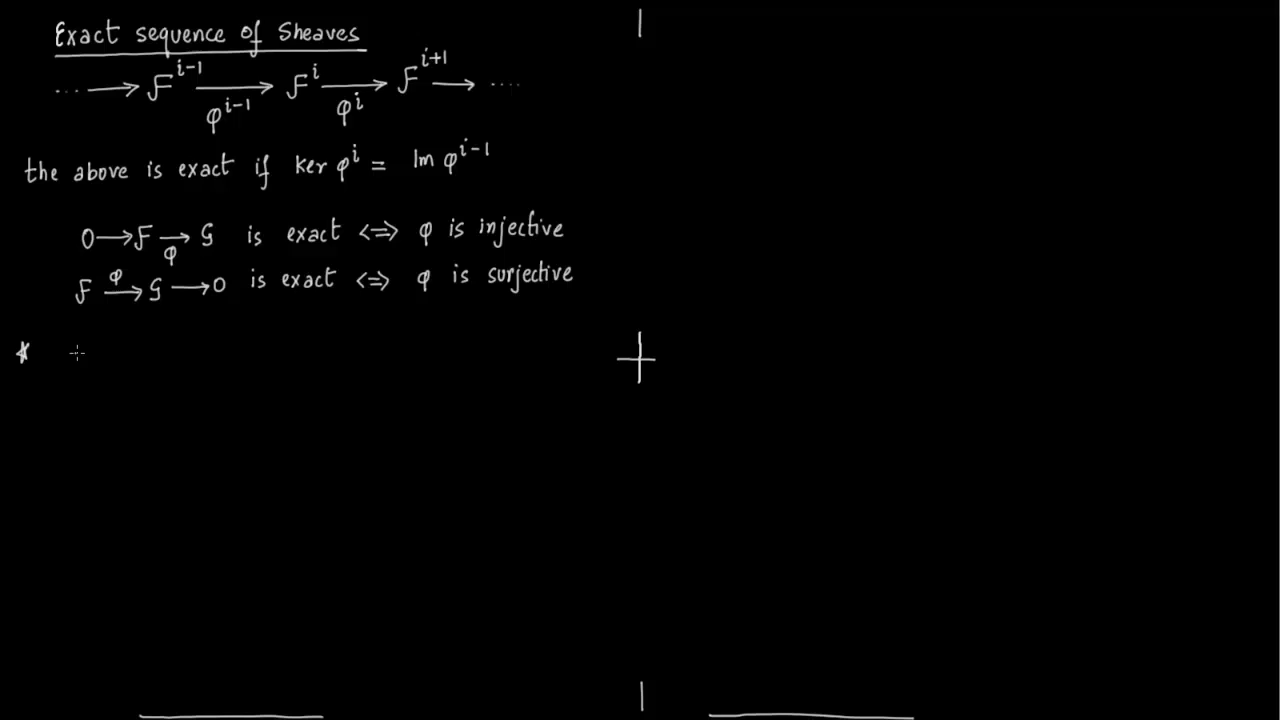 Exact sequence of Sheaves
... → F^{i-1} →_{φ^{i-1}} F^i →_{φ^i} F^{i+1} → ....
the above is exact if ker φ^i = Im φ^{i-1}
0 → F →_φ G is exact <=> φ is injective
F →^φ G → 0 is exact <=> φ is surjective
*